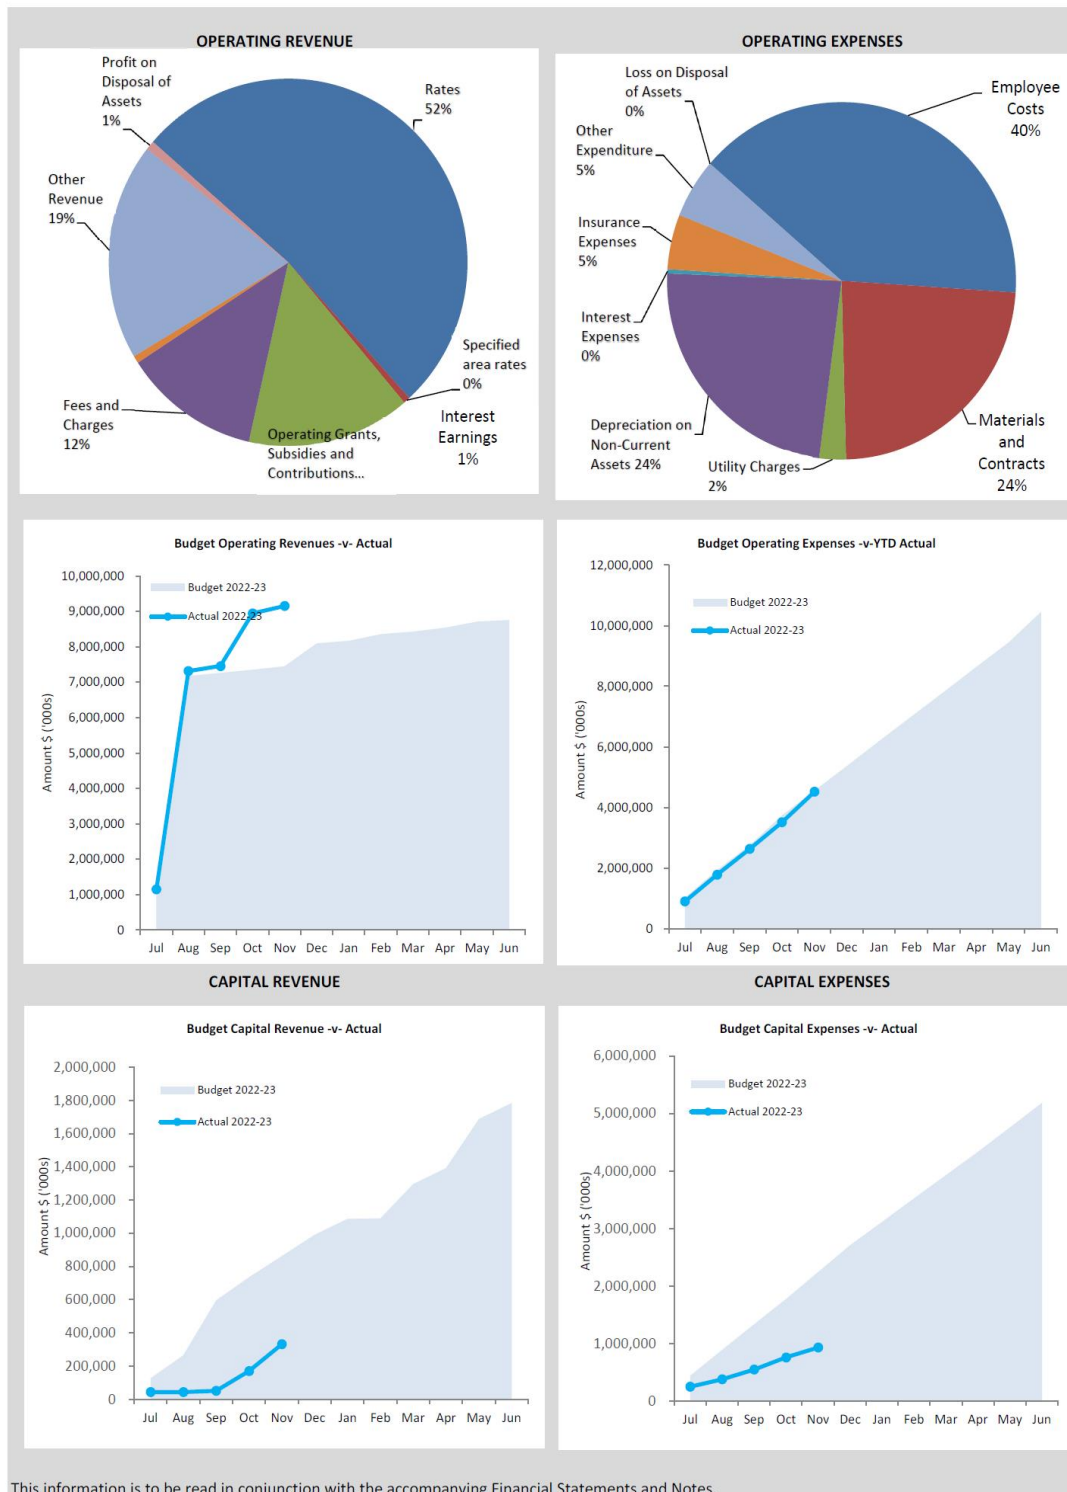 OPERATING REVENUE
Profit on
Disposal of
Assets
1%
Rates
52%
Other
Revenue
19%
Specified
area rates
0%
Fees and
Charges
12%
Operating Grants,
Subsidies and
Contributions...
Interest
Earnings
1%
OPERATING EXPENSES
Loss on Disposal
of Assets
0%
Employee
Costs
40%
Other
Expenditure
5%
Insurance
Expenses
5%
Interest
Expenses
0%
Depreciation on
Non-Current
Assets 24%
Utility Charges
2%
Materials
and
Contracts
24%
Budget Operating Revenues -v- Actual
10,000,000
9,000,000
8,000,000
7,000,000
6,000,000
5,000,000
4,000,000
3,000,000
2,000,000
1,000,000
0
Amount $ ('000s)
Budget 2022-23
Actual 2022-23
Jul Aug Sep Oct Nov Dec Jan Feb Mar Apr May Jun
Budget Operating Expenses -v-YTD Actual
12,000,000
10,000,000
8,000,000
6,000,000
4,000,000
2,000,000
0
Amount $ ('000s)
Budget 2022-23
Actual 2022-23
Jul Aug Sep Oct Nov Dec Jan Feb Mar Apr May Jun
CAPITAL REVENUE
Budget Capital Revenue -v- Actual
2,000,000
1,800,000
1,600,000
1,400,000
1,200,000
1,000,000
800,000
600,000
400,000
200,000
0
Amount $ ('000s)
Budget 2022-23
Actual 2022-23
Jul Aug Sep Oct Nov Dec Jan Feb Mar Apr May Jun
CAPITAL EXPENSES
Budget Capital Expenses -v- Actual
6,000,000
5,000,000
4,000,000
3,000,000
2,000,000
1,000,000
0
Amount $ ('000s)
Budget 2022-23
Actual 2022-23
Jul Aug Sep Oct Nov Dec Jan Feb Mar Apr May Jun
This information is to be read in conjunction with the accompanying Financial Statements and Notes